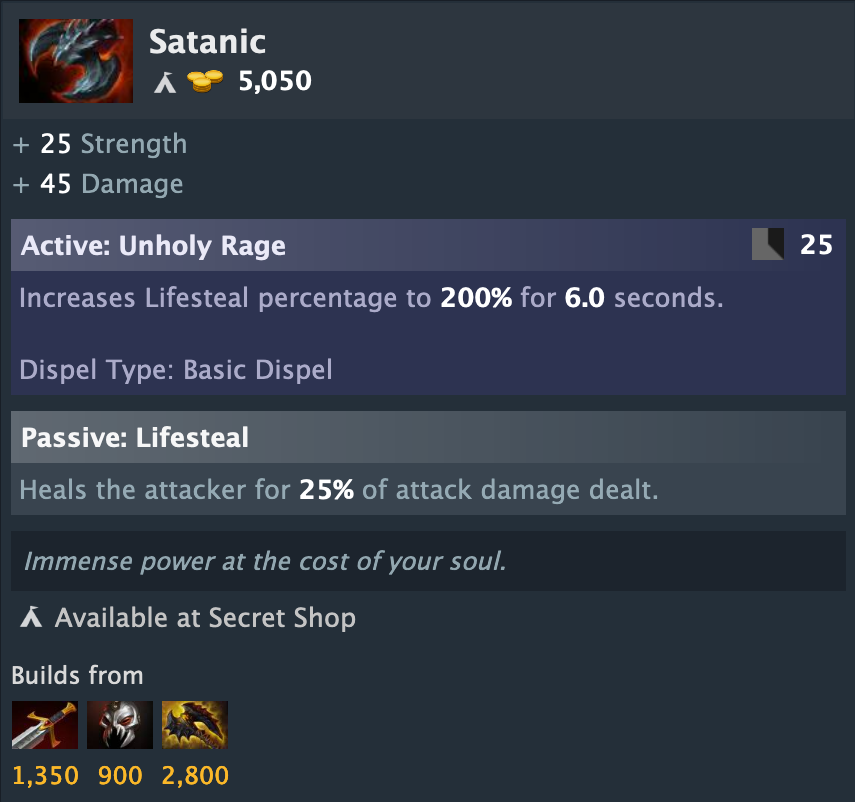 Satanic
5,050
+ 25 Strength
+ 45 Damage
Active: Unholy Rage 25
Increases Lifesteal percentage to 200% for 6.0 seconds.
Dispel Type: Basic Dispel
Passive: Lifesteal
Heals the attacker for 25% of attack damage dealt.
Immense power at the cost of your soul.
Available at Secret Shop
Builds from
1,350 900 2,800